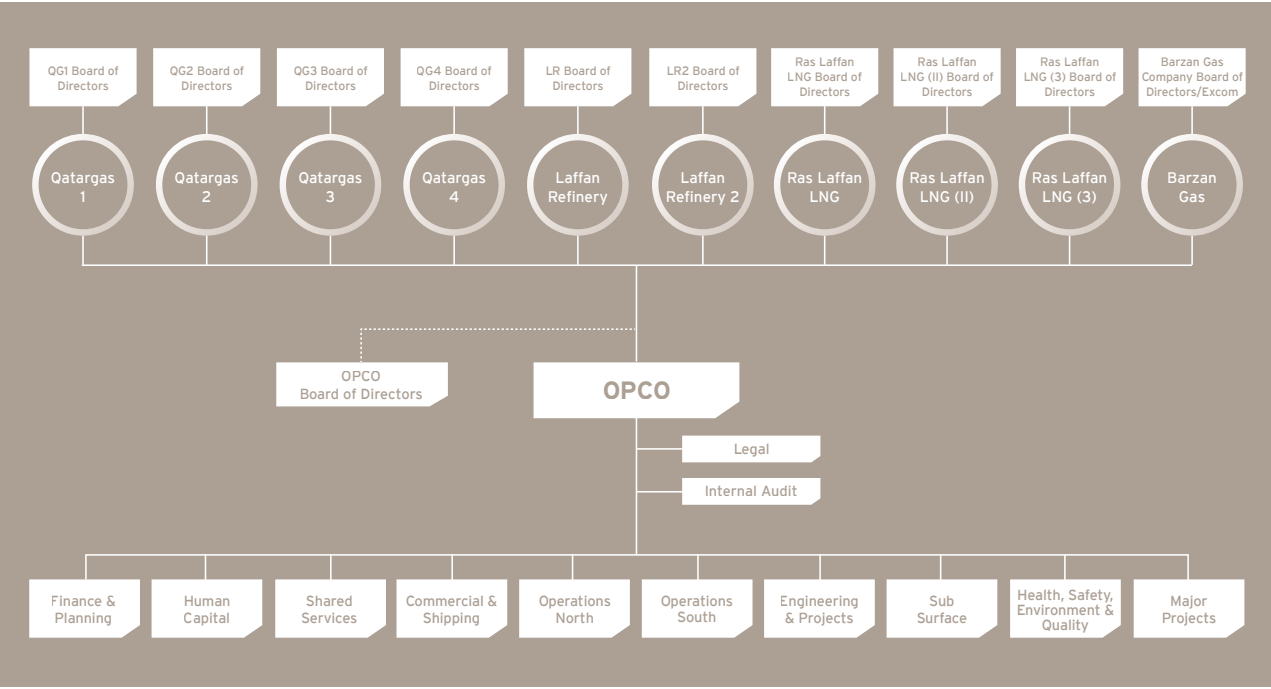 QG1 Board of
Directors
QG2 Board of
Directors
QG3 Board of
Directors
QG4 Board of
Directors
LR Board of
Directors
LR2 Board of
Directors
Ras Laffan
LNG Board of
Directors
Ras Laffan
LNG (II) Board of
Directors
Ras Laffan
LNG (3) Board of
Directors
Barzan Gas
Company Board of
Directors/Excom
Qatargas
1
Qatargas
2
Qatargas
3
Qatargas
4
Laffan
Refinery
Laffan
Refinery 2
Ras Laffan
LNG
Ras Laffan
LNG (II)
Ras Laffan
LNG (3)
Barzan
Gas
OPCO
Board of Directors
OPCO
Legal
Internal Audit
Finance &
Planning
Human
Capital
Shared
Services
Commercial &
Shipping
Operations
North
Operations
South
Engineering
& Projects
Sub
Surface
Health, Safety,
Environment &
Quality
Major
Projects